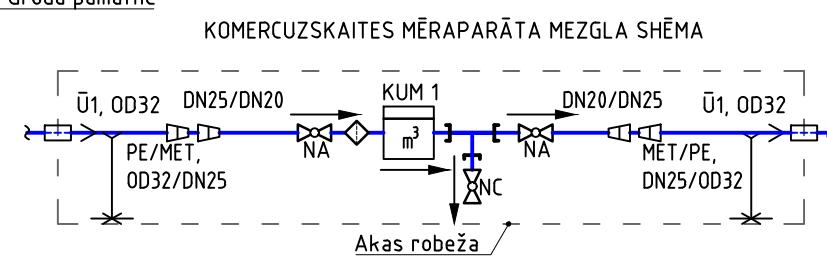 KOMERCUZSKAITES MĒRAPARĀTA MEZGLA SHĒMA
Ū1, OD32
DN25/DN20
KUM 1
DN20/DN25
Ū1, OD32
m³
PE/MET,
OD32/DN25
NA
NA
MET/PE,
DN25/OD32
NC
Akas robeža